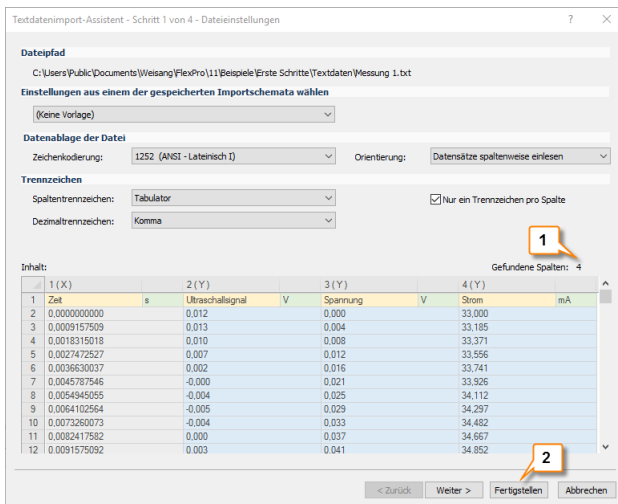 Textdatenimport-Assistent - Schritt 1 von 4 - Dateieinstellungen ? ×
Dateipfad
C:\Users\Public\Documents\Weisang\FlexPro\11\Beispiele\Erste Schritte\Textdaten\Messung 1.txt
Einstellungen aus einem der gespeicherten Importschemata wählen
(Keine Vorlage)
Datenablage der Datei
Zeichenkodierung: 1252 (ANSI - Lateinisch I) Orientierung: Datensätze spaltenweise einlesen
Trennzeichen
Spaltentrennzeichen: Tabulator Nur ein Trennzeichen pro Spalte
Dezimaltrennzeichen: Komma
1
Inhalt: Gefundene Spalten: 4
1 (X) 2 (Y) 3 (Y) 4 (Y)
1 Zeit s Ultraschallsignal V Spannung V Strom mA
2 0,0000000000 0,012 0,000 33,000
3 0,0009157509 0,013 0,004 33,185
4 0,0018315018 0,010 0,008 33,371
5 0,0027472527 0,007 0,012 33,556
6 0,0036630037 0,002 0,016 33,741
7 0,0045787546 -0,000 0,021 33,926
8 0,0054945055 -0,004 0,025 34,112
9 0,0064102564 -0,005 0,029 34,297
10 0,0073260073 -0,004 0,033 34,482
11 0,0082417582 0,000 0,037 34,667
12 0,0091575092 0,003 0,041 34,852
2
< Zurück Weiter > Fertigstellen Abbrechen